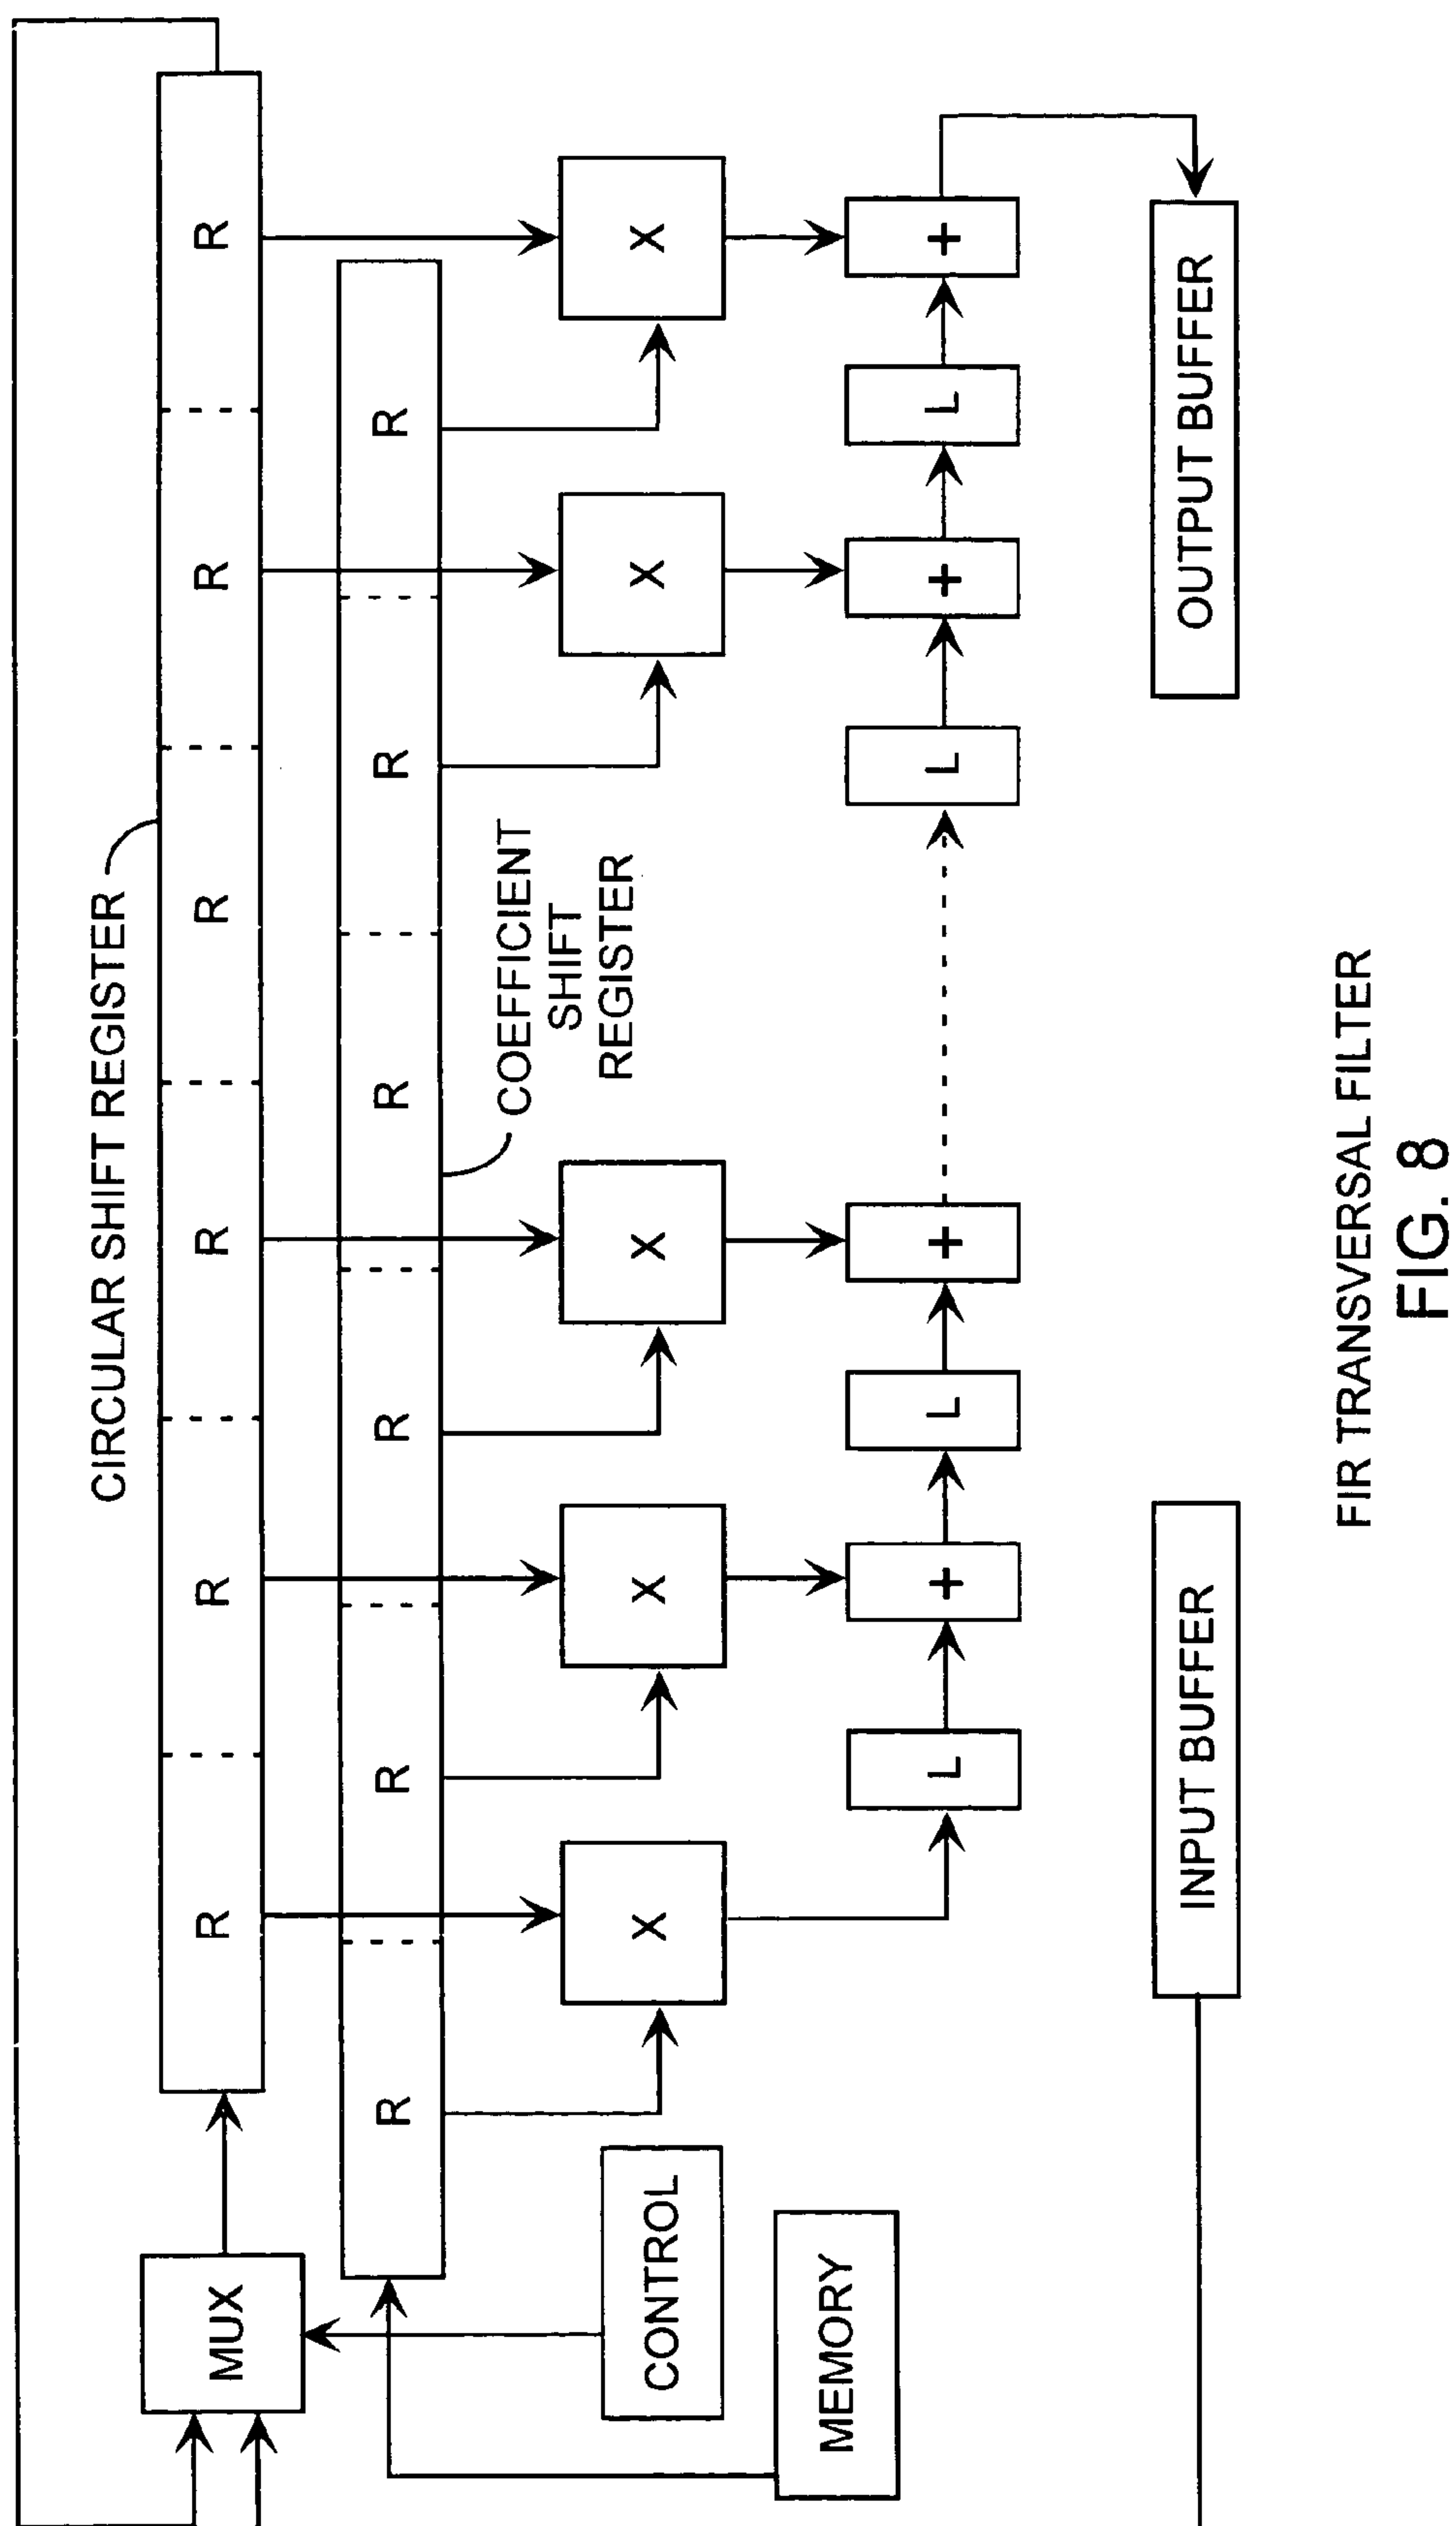 CIRCULAR SHIFT REGISTER
MUX
R R R R R R
R R R R R R
COEFFICIENT
SHIFT
REGISTER
X X X X X
CONTROL
MEMORY
L + L + L + L +
INPUT BUFFER
OUTPUT BUFFER
FIR TRANSVERSAL FILTER
FIG. 8